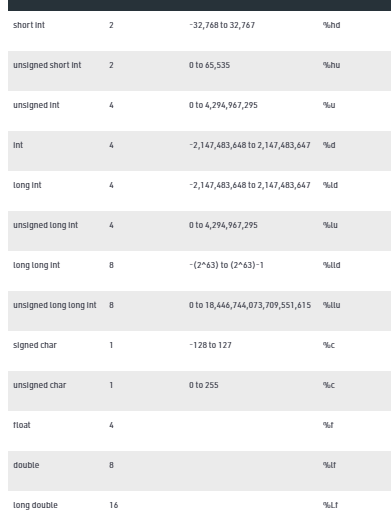 short int 2 -32,768 to 32,767 %hd
unsigned short int 2 0 to 65,535 %hu
unsigned int 4 0 to 4,294,967,295 %u
int 4 -2,147,483,648 to 2,147,483,647 %d
long int 4 -2,147,483,648 to 2,147,483,647 %ld
unsigned long int 4 0 to 4,294,967,295 %lu
long long int 8 -(2^63) to (2^63)-1 %lld
unsigned long long int 8 0 to 18,446,744,073,709,551,615 %llu
signed char 1 -128 to 127 %c
unsigned char 1 0 to 255 %c
float 4 %f
double 8 %lf
long double 16 %Lf